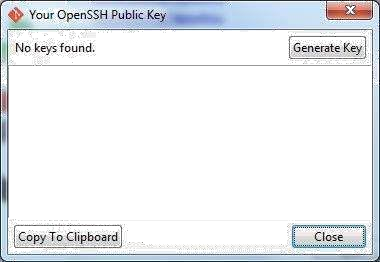 Your OpenSSH Public Key
No keys found.
Generate Key
Copy To Clipboard
Close